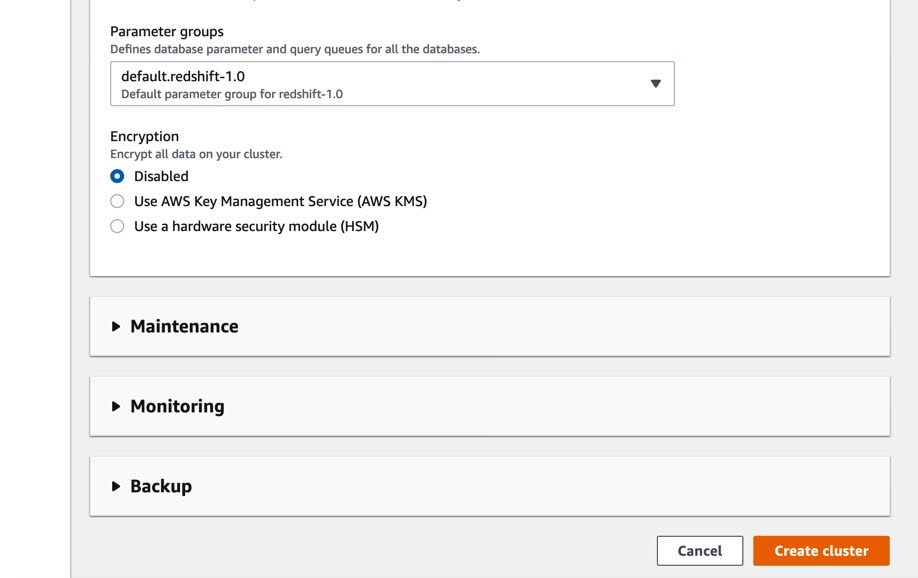 Parameter groups
Defines database parameter and query queues for all the databases.
default.redshift-1.0
Default parameter group for redshift-1.0
Encryption
Encrypt all data on your cluster.
Disabled
Use AWS Key Management Service (AWS KMS)
Use a hardware security module (HSM)
Maintenance
Monitoring
Backup
Cancel Create cluster